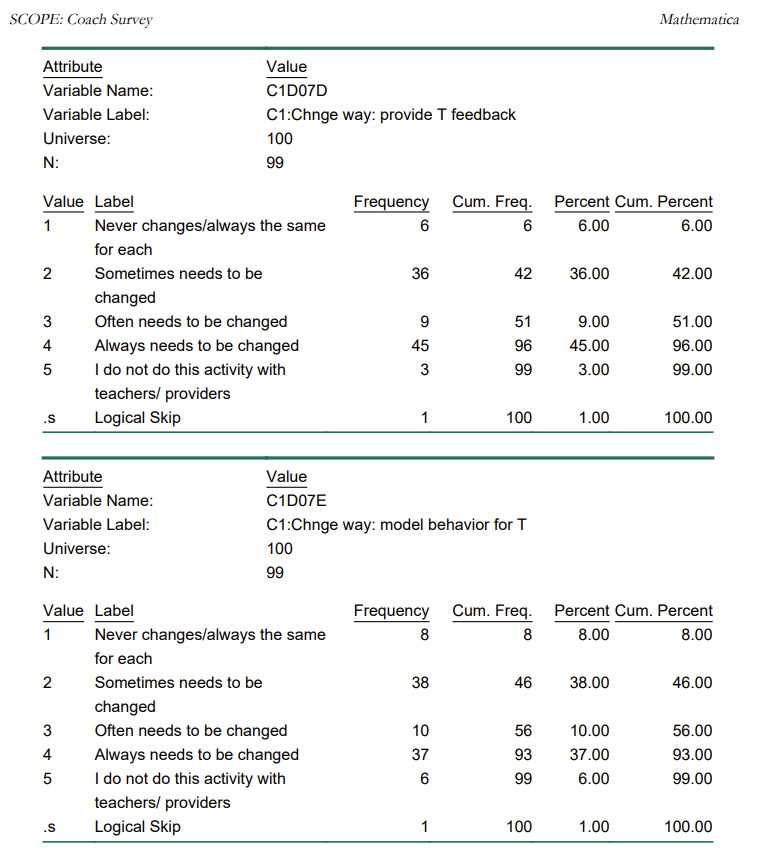 SCOPE: Coach Survey Mathematica
Attribute Value
Variable Name: C1D07D
Variable Label: C1:Chnge way: provide T feedback
Universe: 100
N: 99
Value Label Frequency Cum. Freq. Percent Cum. Percent
1 Never changes/always the same 6 6 6.00 6.00
for each
2 Sometimes needs to be 36 42 36.00 42.00
changed
3 Often needs to be changed 9 51 9.00 51.00
4 Always needs to be changed 45 96 45.00 96.00
5 I do not do this activity with 3 99 3.00 99.00
teachers/ providers
.s Logical Skip 1 100 1.00 100.00
Attribute Value
Variable Name: C1D07E
Variable Label: C1:Chnge way: model behavior for T
Universe: 100
N: 99
Value Label Frequency Cum. Freq. Percent Cum. Percent
1 Never changes/always the same 8 8 8.00 8.00
for each
2 Sometimes needs to be 38 46 38.00 46.00
changed
3 Often needs to be changed 10 56 10.00 56.00
4 Always needs to be changed 37 93 37.00 93.00
5 I do not do this activity with 6 99 6.00 99.00
teachers/ providers
.s Logical Skip 1 100 1.00 100.00